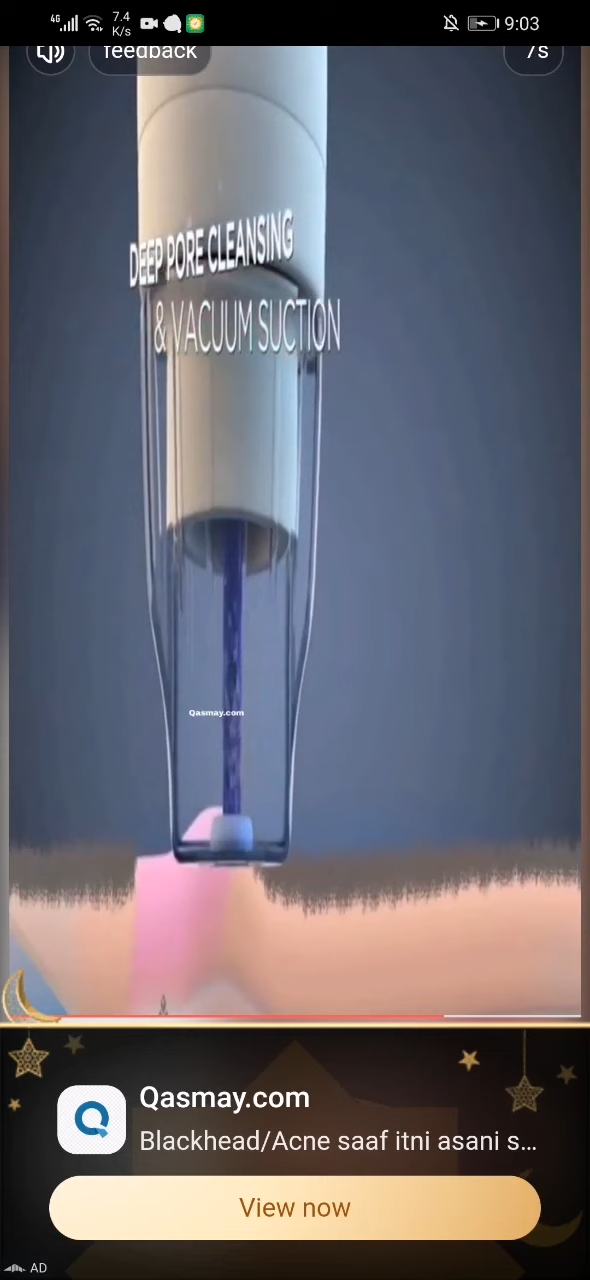 4G
7.4
K/s
9:03
feedback
7s
DEEP PORE CLEANSING
& VACUUM SUCTION
Qasmay.com
Qasmay.com
Blackhead/Acne saaf itni asani s...
View now
AD